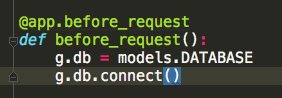 @app.before_request
def before_request():
    g.db = models.DATABASE
    g.db.connect()